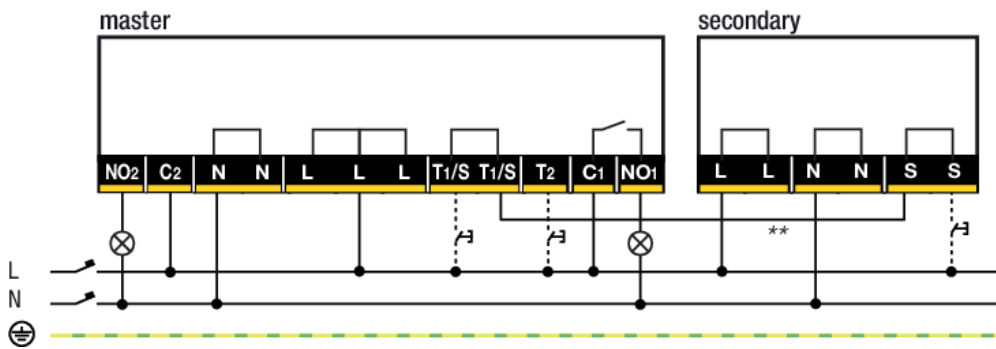 master secondary
NO2 C2 N N L L L T1/S T1/S T2 C1 NO1 L L N N S S
**
L
N